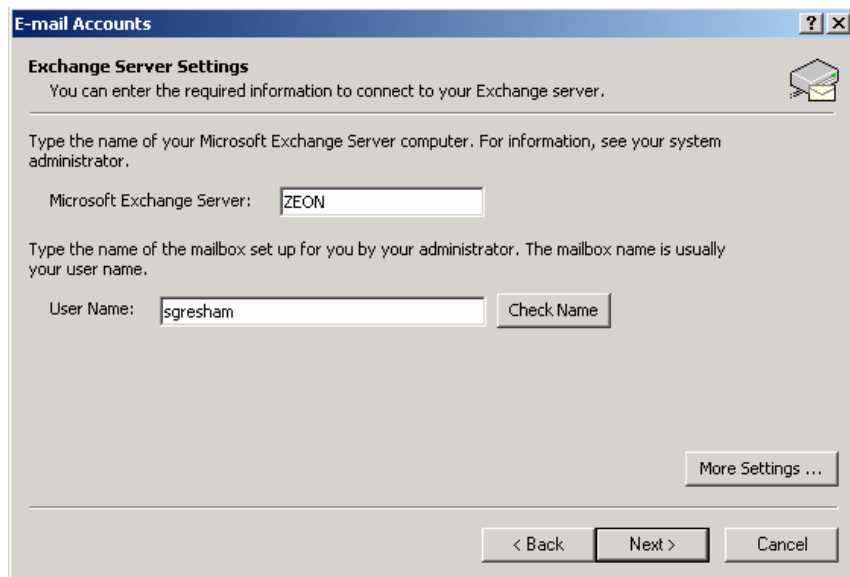 E-mail Accounts
Exchange Server Settings
You can enter the required information to connect to your Exchange server.
Type the name of your Microsoft Exchange Server computer. For information, see your system
administrator.
Microsoft Exchange Server: ZEON
Type the name of the mailbox set up for you by your administrator. The mailbox name is usually
your user name.
User Name: sgresham Check Name
More Settings ...
< Back Next > Cancel